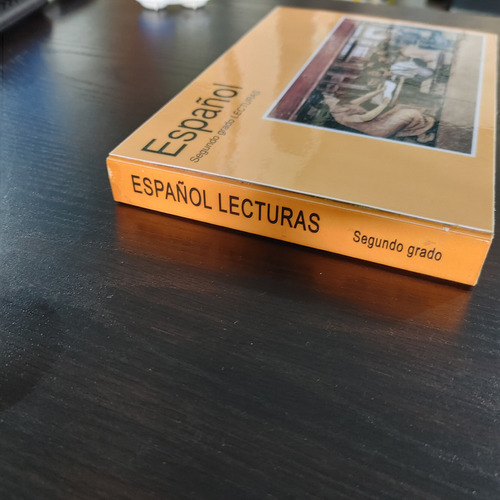 Español
Segundo grado LECTURAS
ESPAÑOL LECTURAS
Segundo grado